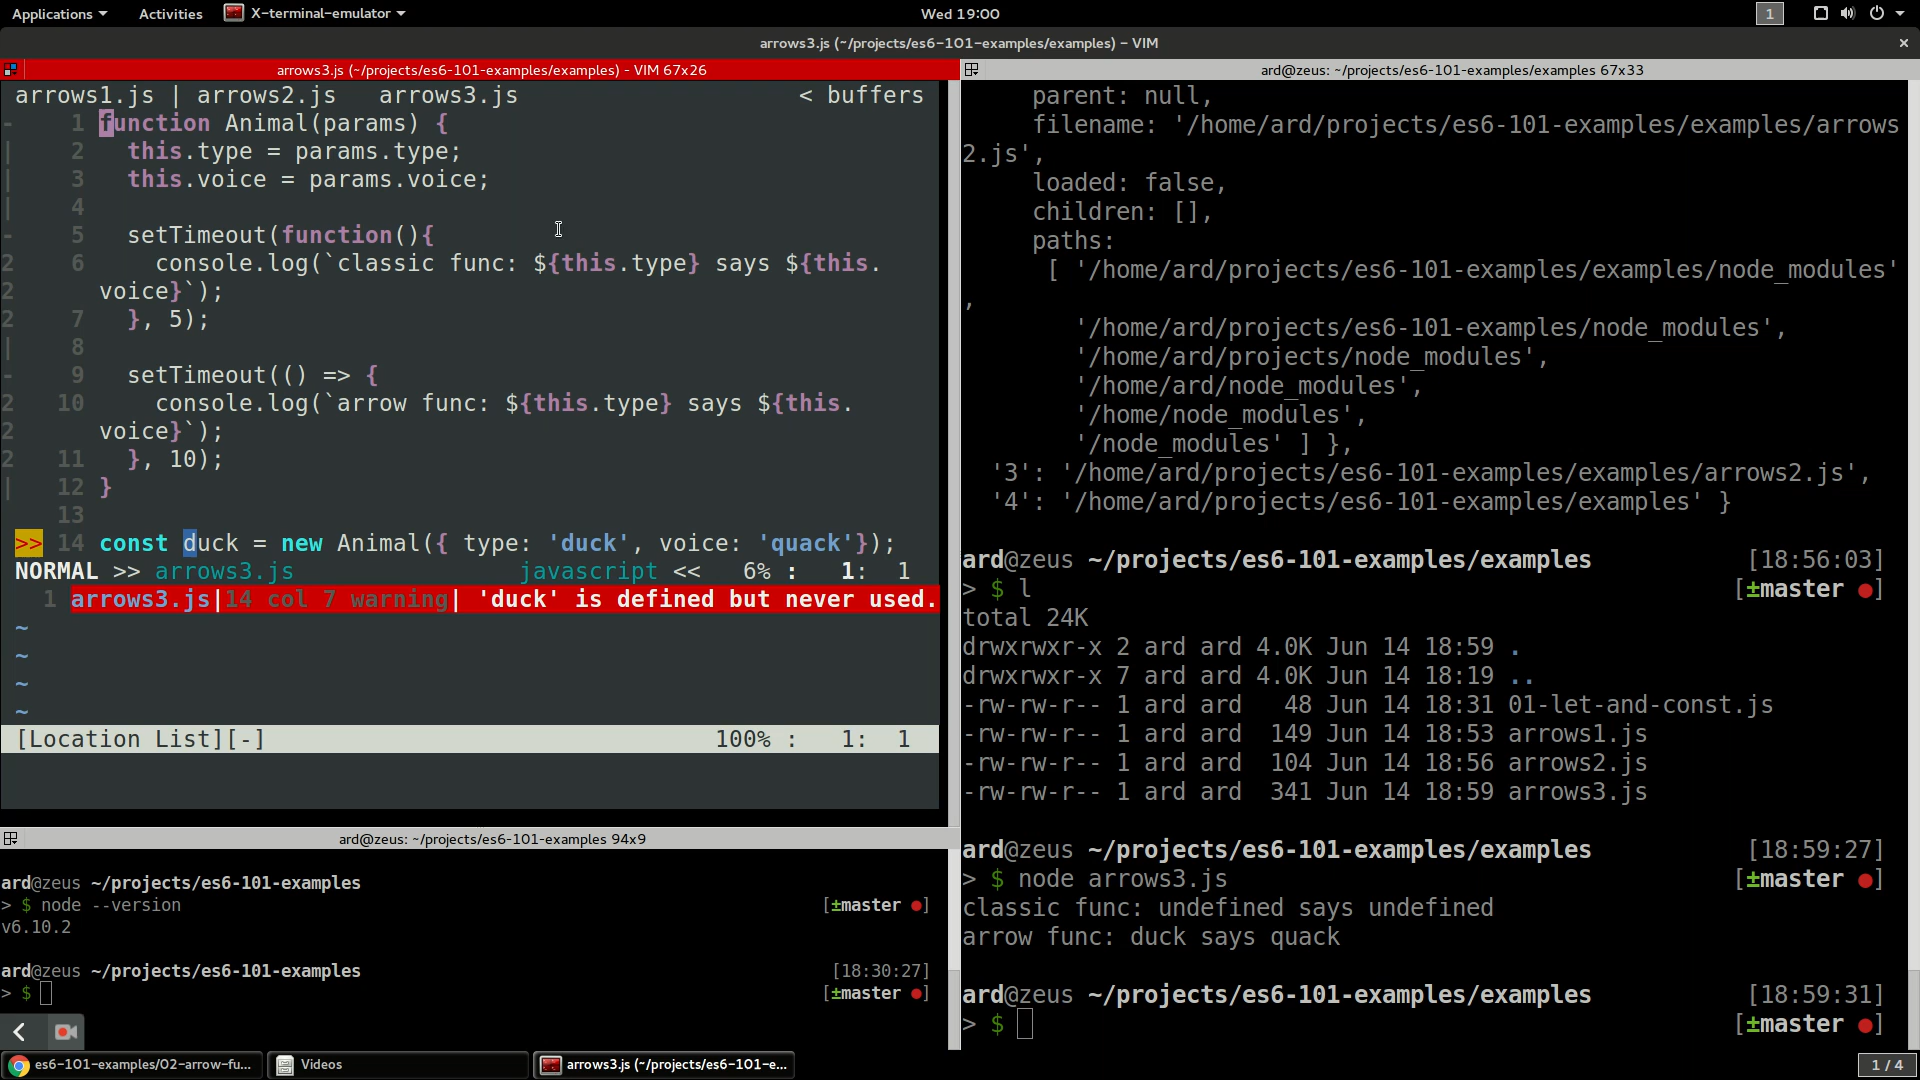 Applications Activities X-terminal-emulator Wed 19:00 1
arrows3.js (~/projects/es6-101-examples/examples) - VIM
arrows3.js (~/projects/es6-101-examples/examples) - VIM 67x26
arrows1.js | arrows2.js   arrows3.js < buffers
- 1 function Animal(params) {
| 2   this.type = params.type;
| 3   this.voice = params.voice;
| 4
- 5   setTimeout(function(){
2 6     console.log(`classic func: ${this.type} says ${this.
2 voice}`);
2 7   }, 5);
| 8
- 9   setTimeout(() => {
2 10     console.log(`arrow func: ${this.type} says ${this.
2 voice}`);
2 11   }, 10);
| 12 }
13
>> 14 const duck = new Animal({ type: 'duck', voice: 'quack'});
NORMAL >> arrows3.js javascript << 6% : 1: 1
1 arrows3.js|14 col 7 warning| 'duck' is defined but never used.
~
~
~
~
[Location List][-] 100% : 1: 1
ard@zeus: ~/projects/es6-101-examples 94x9
ard@zeus ~/projects/es6-101-examples
> $ node --version [±master ●]
v6.10.2
ard@zeus ~/projects/es6-101-examples [18:30:27]
> $ [±master ●]
ard@zeus: ~/projects/es6-101-examples/examples 67x33
parent: null,
filename: '/home/ard/projects/es6-101-examples/examples/arrows
2.js',
loaded: false,
children: [],
paths:
[ '/home/ard/projects/es6-101-examples/examples/node_modules'
,
'/home/ard/projects/es6-101-examples/node_modules',
'/home/ard/projects/node_modules',
'/home/ard/node_modules',
'/home/node_modules',
'/node_modules' ] },
'3': '/home/ard/projects/es6-101-examples/examples/arrows2.js',
'4': '/home/ard/projects/es6-101-examples/examples' }
ard@zeus ~/projects/es6-101-examples/examples [18:56:03]
> $ l [±master ●]
total 24K
drwxrwxr-x 2 ard ard 4.0K Jun 14 18:59 .
drwxrwxr-x 7 ard ard 4.0K Jun 14 18:19 ..
-rw-rw-r-- 1 ard ard   48 Jun 14 18:31 01-let-and-const.js
-rw-rw-r-- 1 ard ard  149 Jun 14 18:53 arrows1.js
-rw-rw-r-- 1 ard ard  104 Jun 14 18:56 arrows2.js
-rw-rw-r-- 1 ard ard  341 Jun 14 18:59 arrows3.js
ard@zeus ~/projects/es6-101-examples/examples [18:59:27]
> $ node arrows3.js [±master ●]
classic func: undefined says undefined
arrow func: duck says quack
ard@zeus ~/projects/es6-101-examples/examples [18:59:31]
> $ [±master ●]
es6-101-examples/02-arrow-fu... Videos arrows3.js (~/projects/es6-101-e... 1 / 4